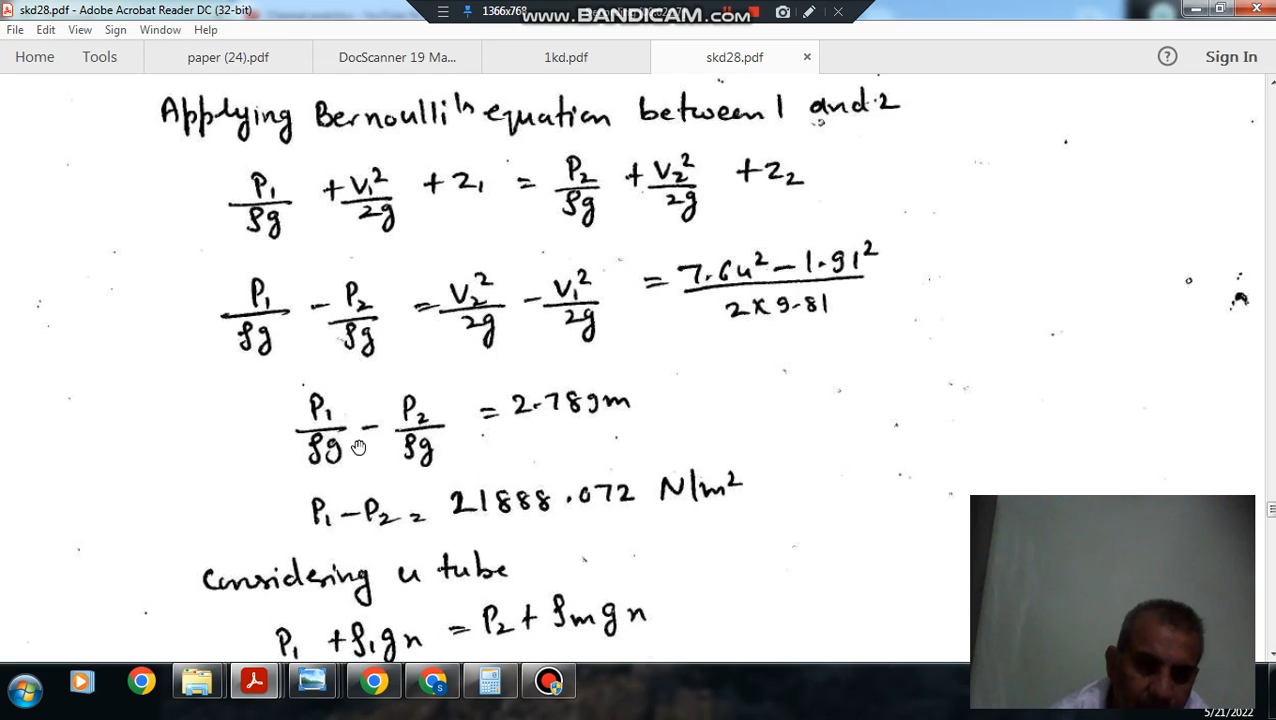 skd28.pdf - Adobe Acrobat Reader DC (32-bit)
1366x768
www.BANDICAM.com
File Edit View Sign Window Help
Home Tools paper (24).pdf DocScanner 19 Ma... 1kd.pdf skd28.pdf × ? Sign In
Applying Bernoulli's equation between 1 and 2
P₁/ρg + V₁²/2g + z₁ = P₂/ρg + V₂²/2g + z₂
P₁/ρg - P₂/ρg = V₂²/2g - V₁²/2g = 7.64² - 1.91²/2×9.81
P₁/ρg - P₂/ρg = 2.789m
P₁-P₂ = 21888.072 N/m²
Considering u tube
P₁ + ρ₁gx = P₂ + ρmgx
5/21/2022